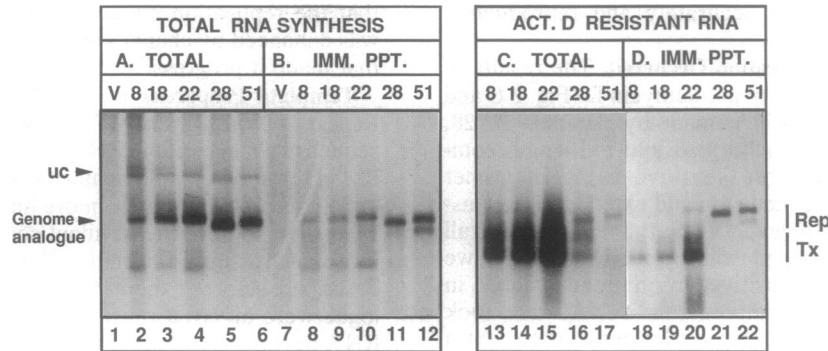 TOTAL RNA SYNTHESIS
A. TOTAL B. IMM. PPT.
V 8 18 22 28 51 V 8 18 22 28 51
uc
Genome
analogue
1 2 3 4 5 6 7 8 9 10 11 12
ACT. D RESISTANT RNA
C. TOTAL D. IMM. PPT.
8 18 22 28 51 8 18 22 28 51
Rep
Tx
13 14 15 16 17 18 19 20 21 22